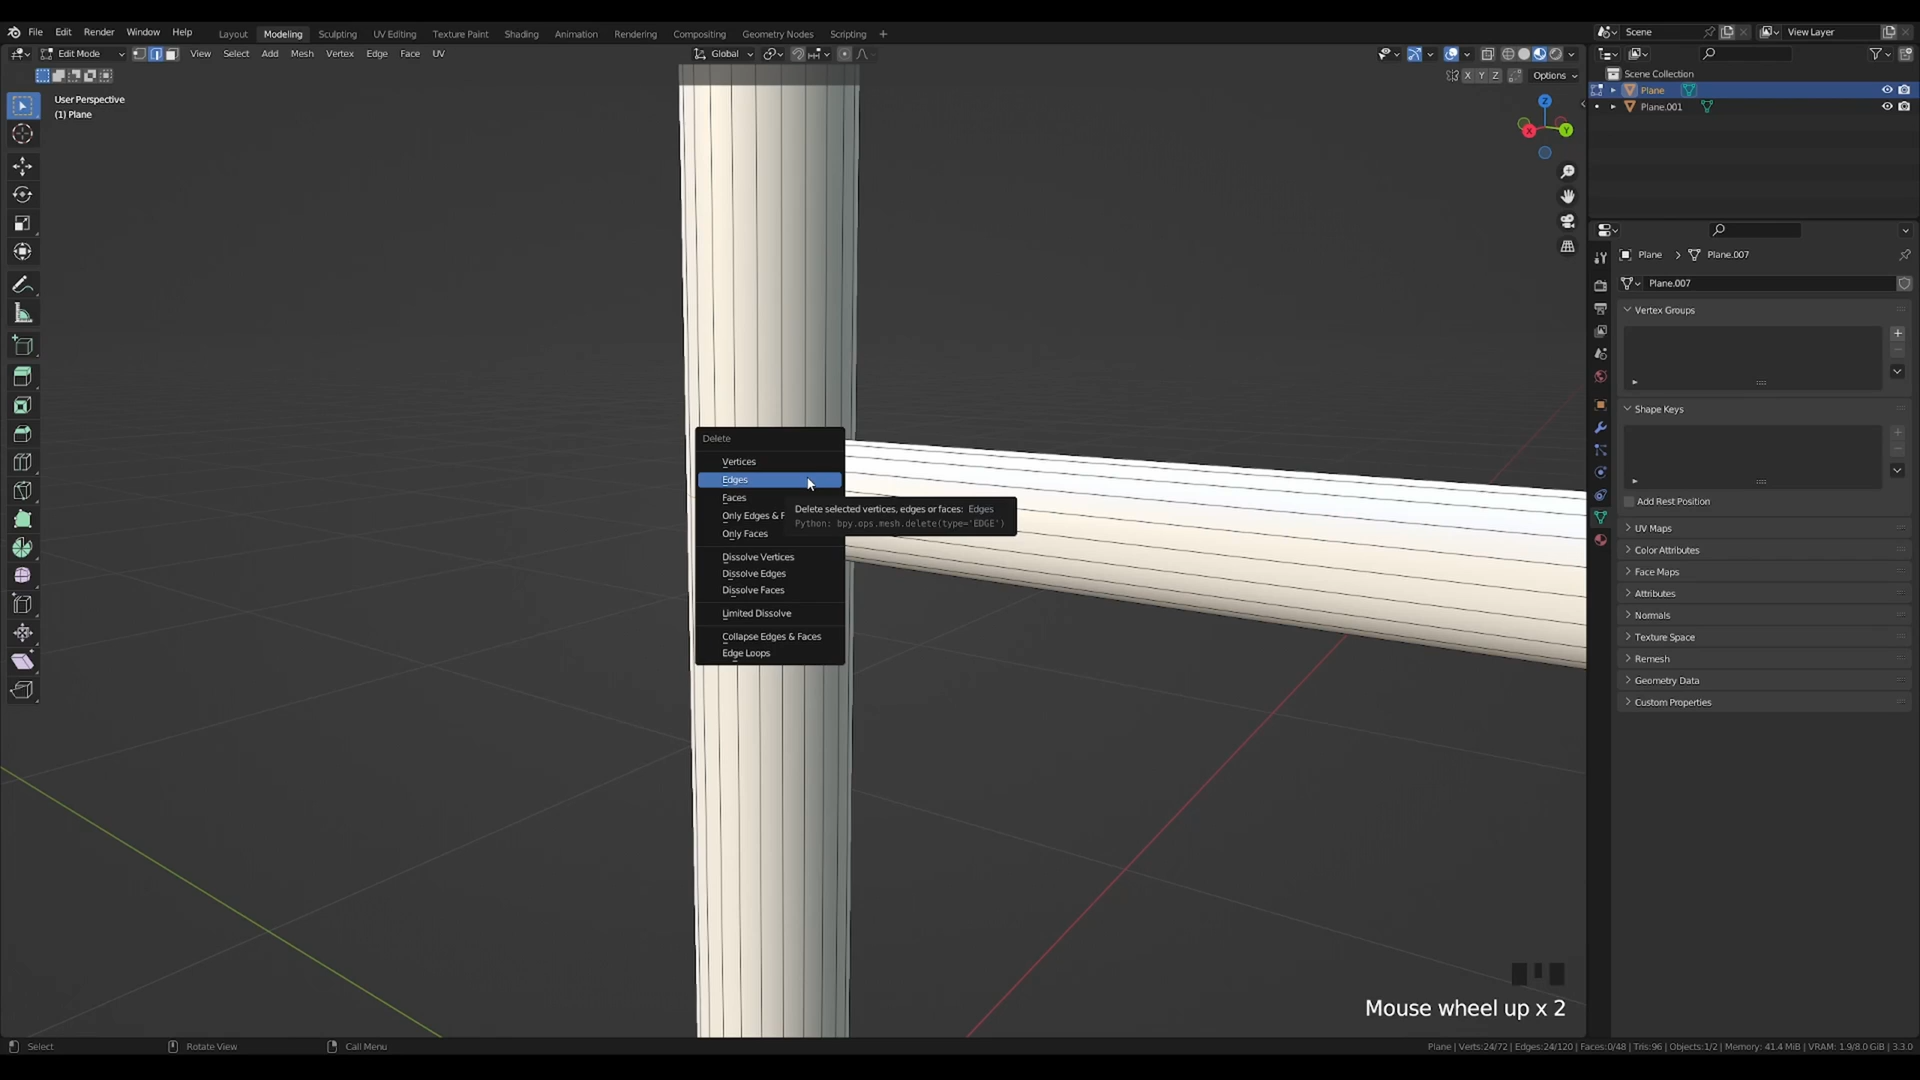 File Edit Render Window Help Layout Modeling Sculpting UV Editing Texture Paint Shading Animation Rendering Compositing Geometry Nodes Scripting + Scene View Layer
Edit Mode View Select Add Mesh Vertex Edge Face UV Global
X Y Z Options
Scene Collection
Plane
Plane.001
User Perspective
(1) Plane
Z
X
Y
Plane > Plane.007
Plane.007
Vertex Groups
Shape Keys
Add Rest Position
UV Maps
Color Attributes
Face Maps
Attributes
Normals
Texture Space
Remesh
Geometry Data
Custom Properties
Delete
Vertices
Edges
Faces
Only Edges & F
Only Faces
Dissolve Vertices
Dissolve Edges
Dissolve Faces
Limited Dissolve
Collapse Edges & Faces
Edge Loops
Delete selected vertices, edges or faces: Edges
Python: bpy.ops.mesh.delete(type='EDGE')
Mouse wheel up x 2
Select Rotate View Call Menu Plane | Verts:24/72 | Edges:24/120 | Faces:0/48 | Tris:96 | Objects:1/2 | Memory: 41.4 MiB | VRAM: 1.9/8.0 GiB | 3.3.0